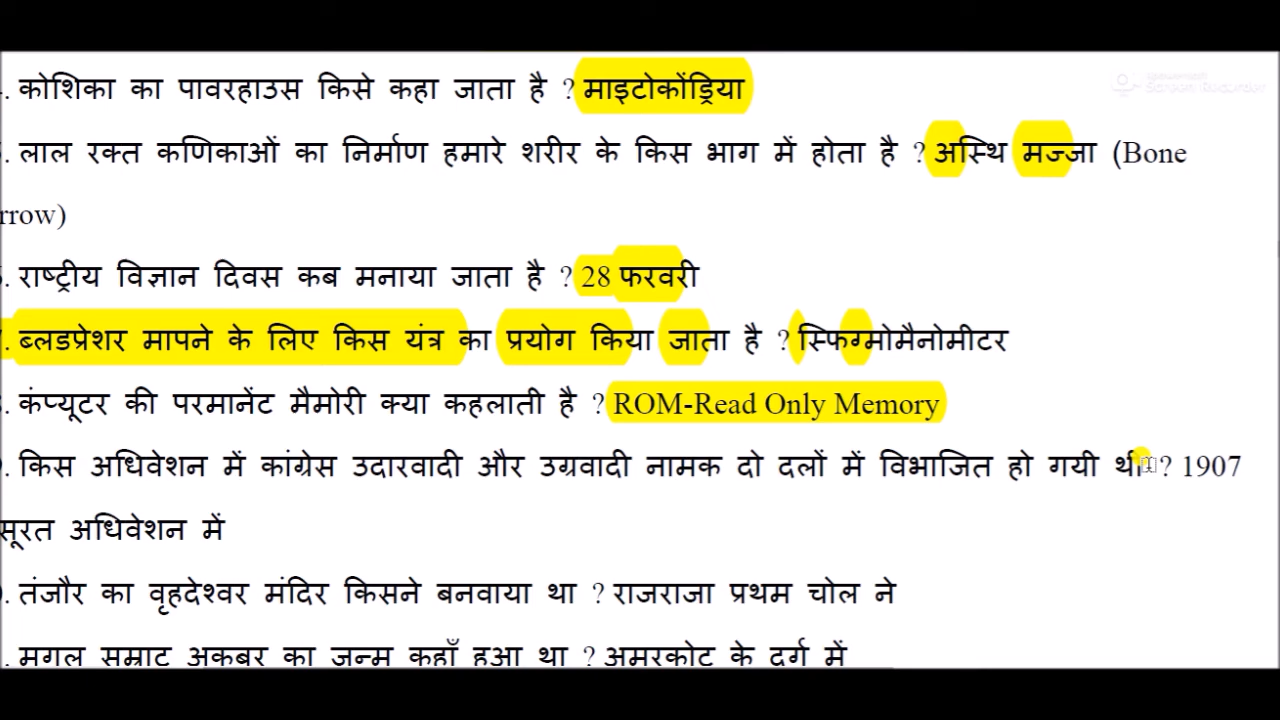 . कोशिका का पावरहाउस किसे कहा जाता है ? माइटोकोंड्रिया
. लाल रक्त कणिकाओं का निर्माण हमारे शरीर के किस भाग में होता है ? अस्थि मज्जा (Bone
rrow)
. राष्ट्रीय विज्ञान दिवस कब मनाया जाता है ? 28 फरवरी
. ब्लडप्रेशर मापने के लिए किस यंत्र का प्रयोग किया जाता है ? स्फिग्मोमैनोमीटर
. कंप्यूटर की परमानेंट मैमोरी क्या कहलाती है ? ROM-Read Only Memory
. किस अधिवेशन में कांग्रेस उदारवादी और उग्रवादी नामक दो दलों में विभाजित हो गयी थी ? 1907
सूरत अधिवेशन में
. तंजौर का वृहदेश्वर मंदिर किसने बनवाया था ? राजराजा प्रथम चोल ने
. मुगल सम्राट अकबर का जन्म कहाँ हुआ था ? अमरकोट के दुर्ग में
Screen Recorder